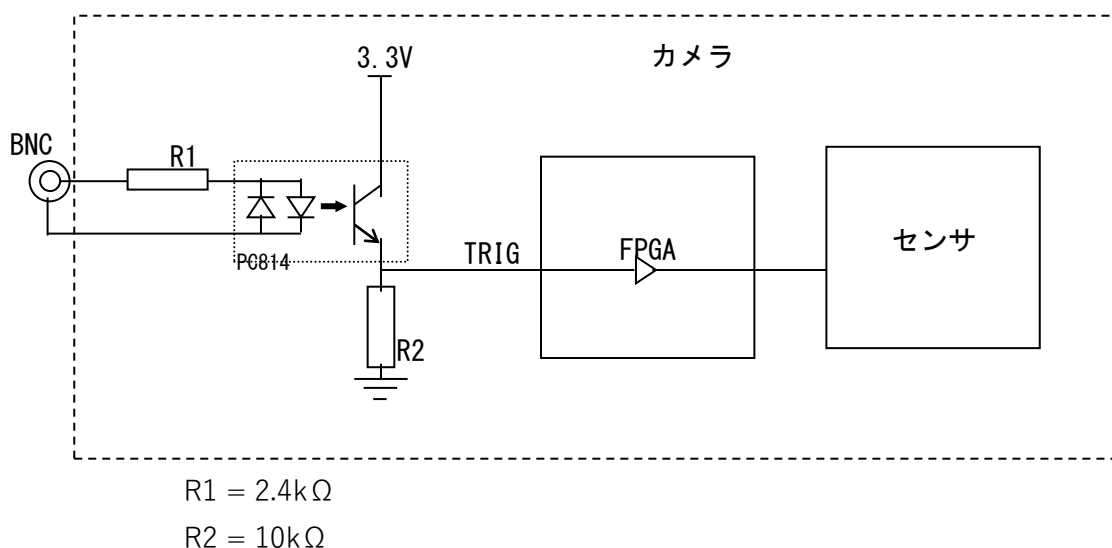 カメラ
3.3V
BNC
R1
PC814
TRIG
FPGA
センサ
R2
R1 = 2.4kΩ
R2 = 10kΩ